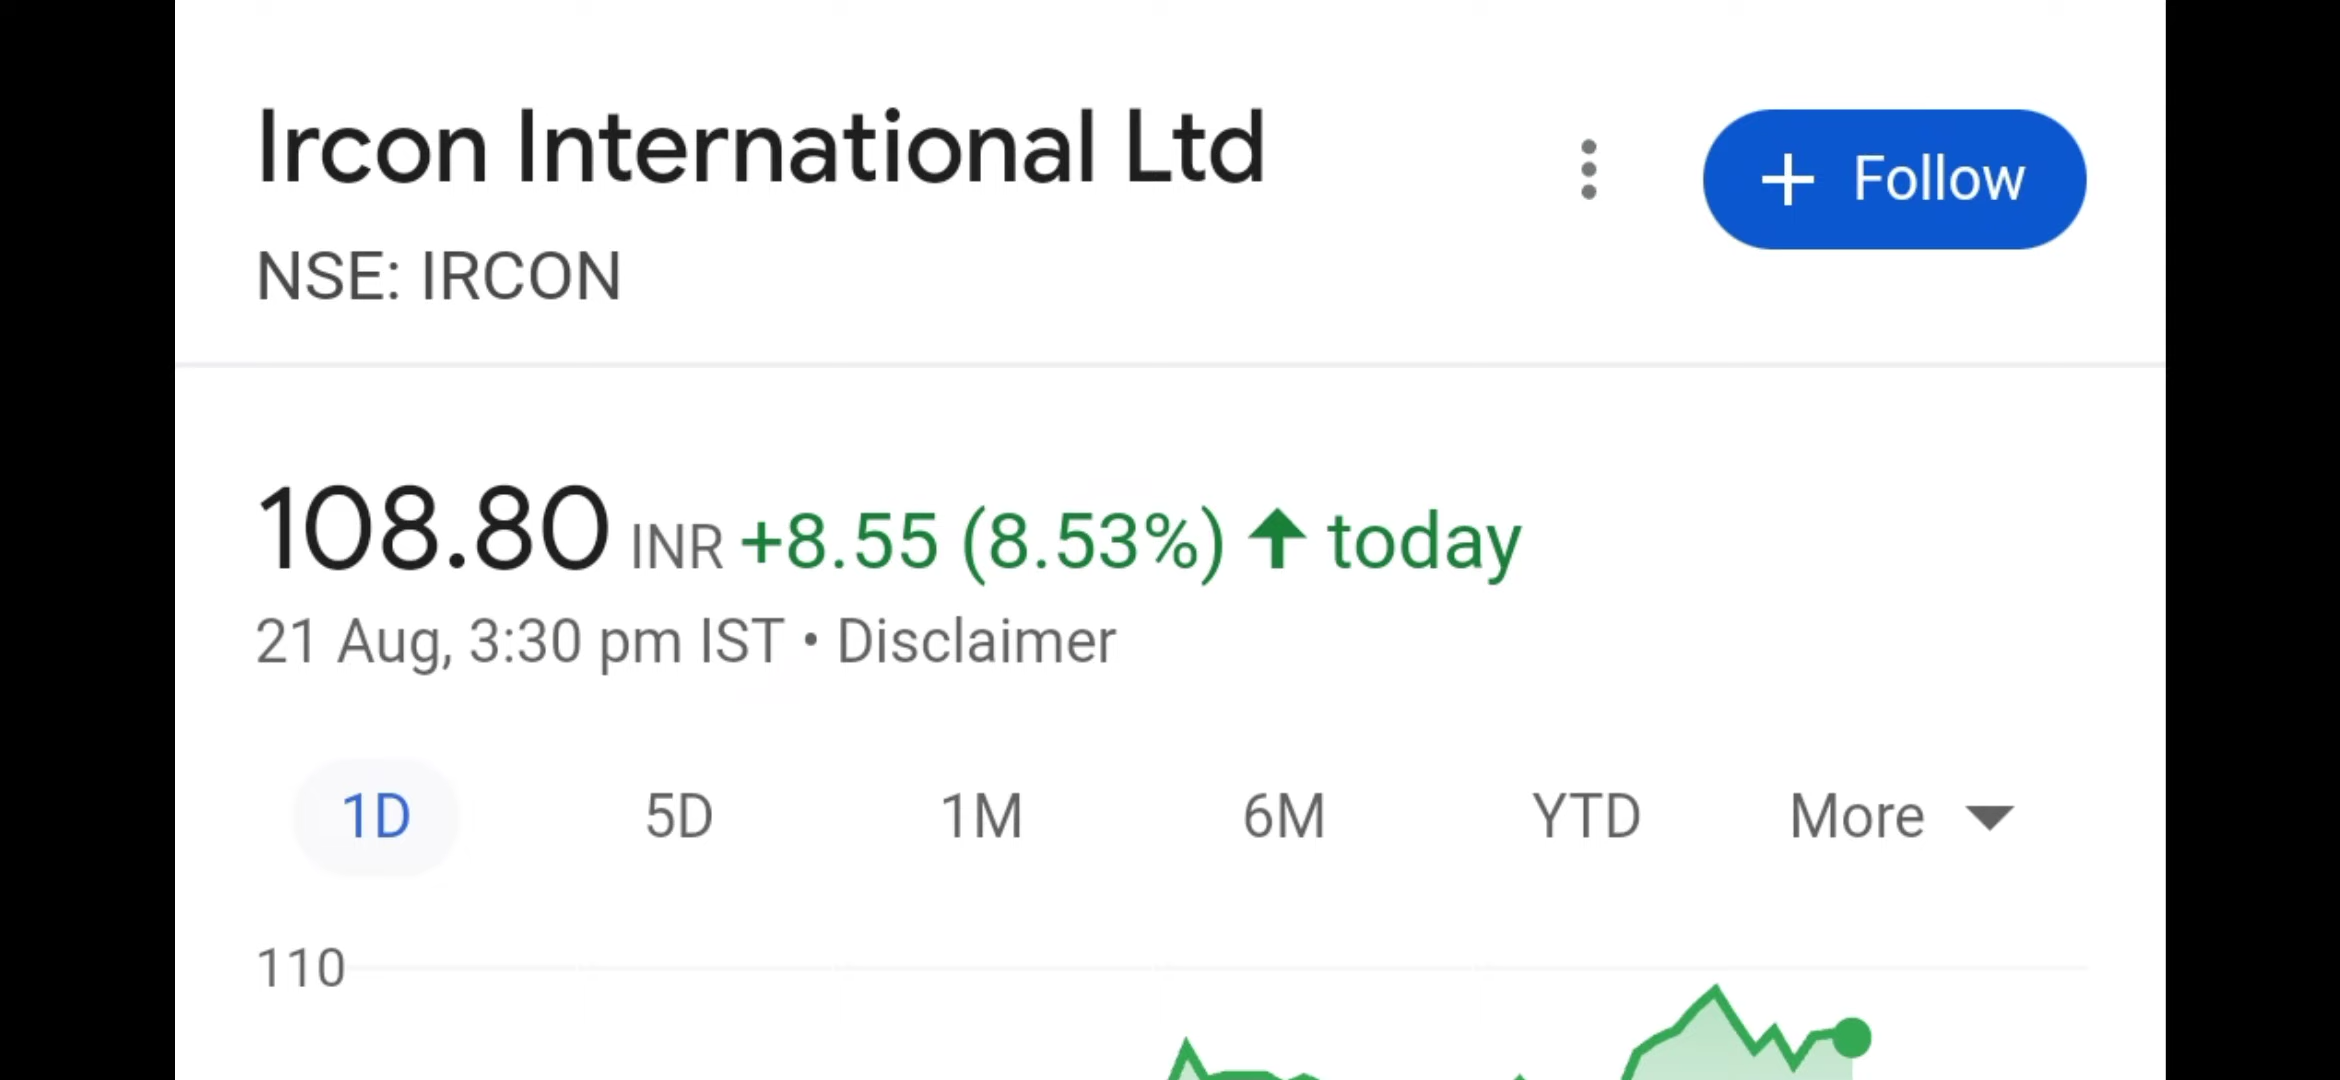 Ircon International Ltd
+ Follow
NSE: IRCON
108.80 INR +8.55 (8.53%) ↑ today
21 Aug, 3:30 pm IST • Disclaimer
1D 5D 1M 6M YTD More
110